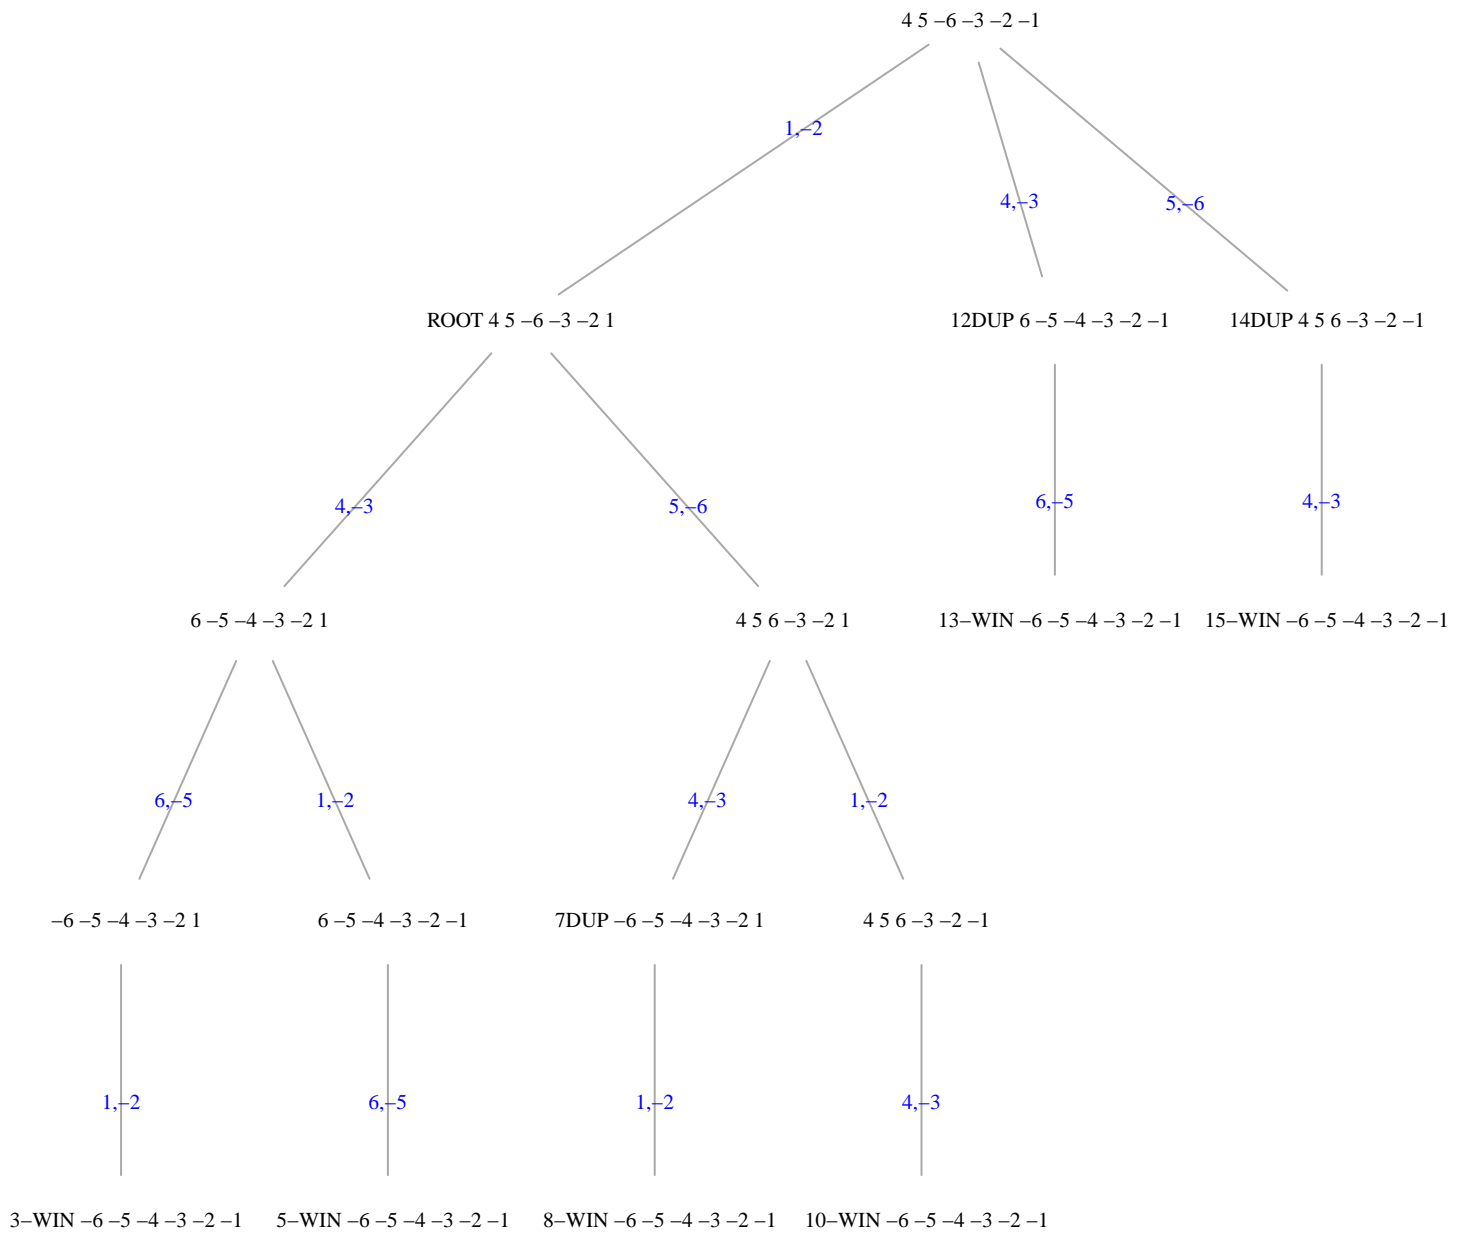 4 5 –6 –3 –2 –1
1,–2
4,–3
5,–6
ROOT 4 5 –6 –3 –2 1
12DUP 6 –5 –4 –3 –2 –1
14DUP 4 5 6 –3 –2 –1
4,–3
5,–6
6,–5
4,–3
6 –5 –4 –3 –2 1
4 5 6 –3 –2 1
13–WIN –6 –5 –4 –3 –2 –1
15–WIN –6 –5 –4 –3 –2 –1
6,–5
1,–2
4,–3
1,–2
–6 –5 –4 –3 –2 1
6 –5 –4 –3 –2 –1
7DUP –6 –5 –4 –3 –2 1
4 5 6 –3 –2 –1
1,–2
6,–5
1,–2
4,–3
3–WIN –6 –5 –4 –3 –2 –1
5–WIN –6 –5 –4 –3 –2 –1
8–WIN –6 –5 –4 –3 –2 –1
10–WIN –6 –5 –4 –3 –2 –1